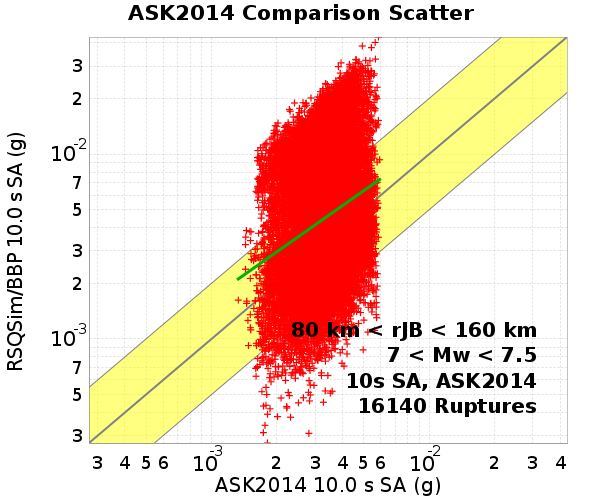 ASK2014 Comparison Scatter
RSQSim/BBP 10.0 s SA (g)
3
2
10-2
7
5
3
2
10-3
7
5
3
80 km < rJB < 160 km
7 < Mw < 7.5
10s SA, ASK2014
16140 Ruptures
3 4 5 6 10-3 2 3 4 5 6 10-2 2 3 4
ASK2014 10.0 s SA (g)